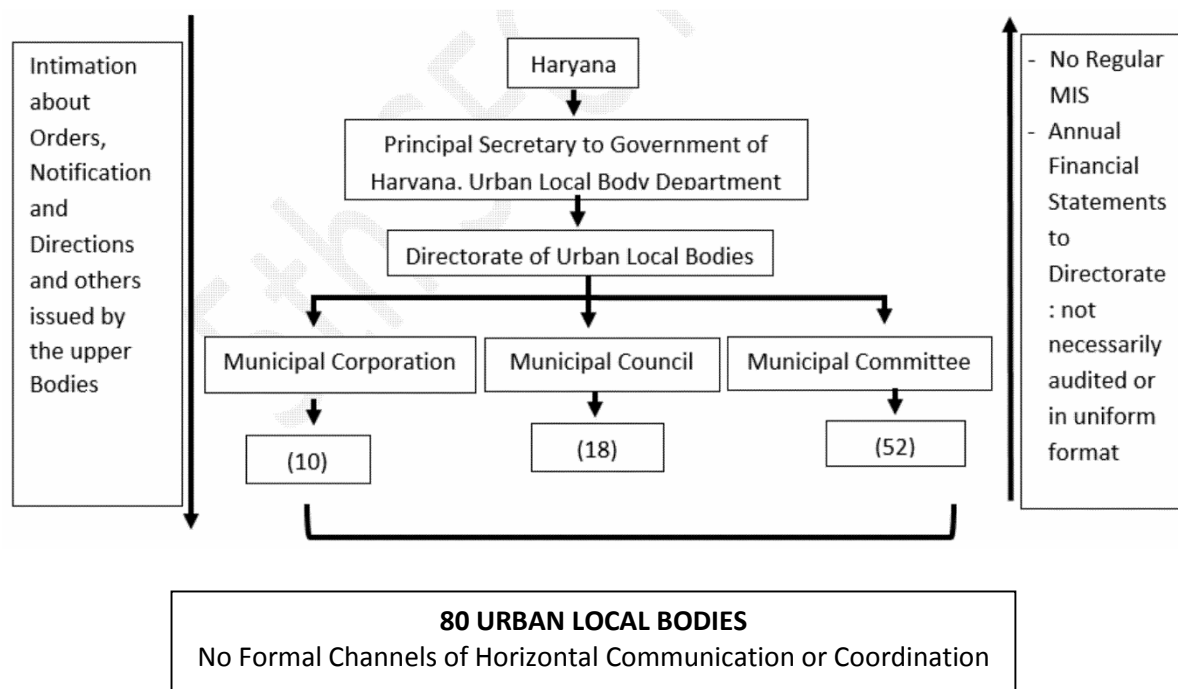 Intimation
about
Orders,
Notification
and
Directions
and others
issued by
the upper
Bodies
Haryana
Principal Secretary to Government of
Haryana, Urban Local Body Department
Directorate of Urban Local Bodies
Municipal Corporation
Municipal Council
Municipal Committee
(10)
(18)
(52)
- No Regular
MIS
- Annual
Financial
Statements
to
Directorate
: not
necessarily
audited or
in uniform
format
80 URBAN LOCAL BODIES
No Formal Channels of Horizontal Communication or Coordination